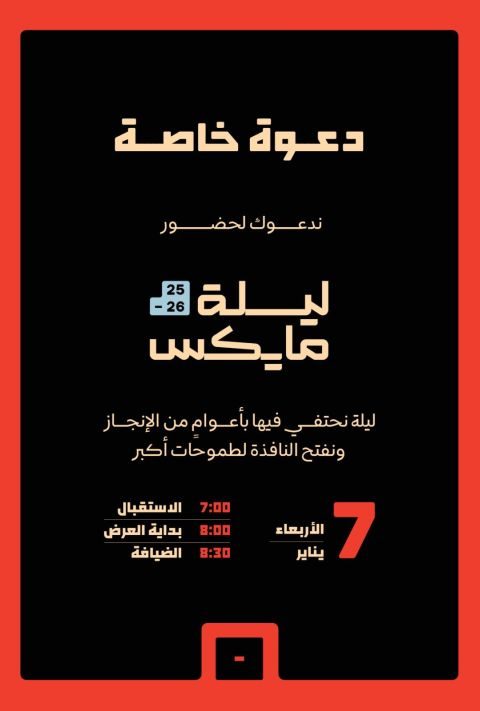 دعوة خاصة
ندعوك لحضور
ليلة 25
26 -
مايكس
ليلة نحتفي فيها بأعوامٍ من الإنجاز
ونفتح النافذة لطموحات أكبر
7 الأربعاء
يناير
7:00 الاستقبال
8:00 بداية العرض
8:30 الضيافة
-